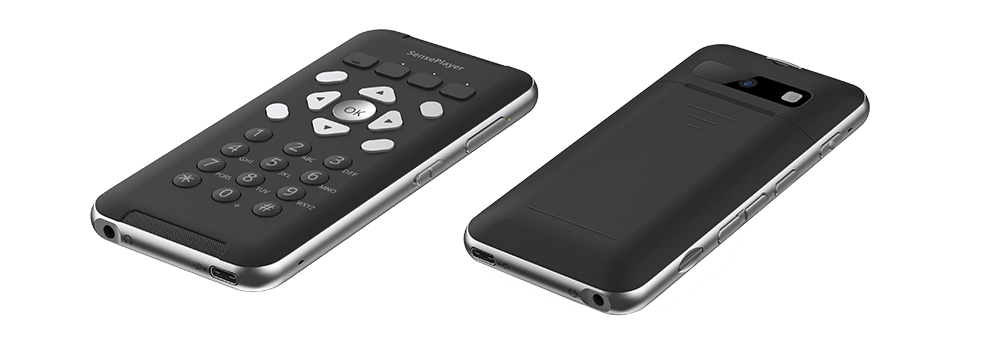 SensePlayer
OK
1
2 ABC
3 DEF
4 GHI
5 JKL
6 MNO
7 PQRS
8 TUV
9 WXYZ
*
0 +
#